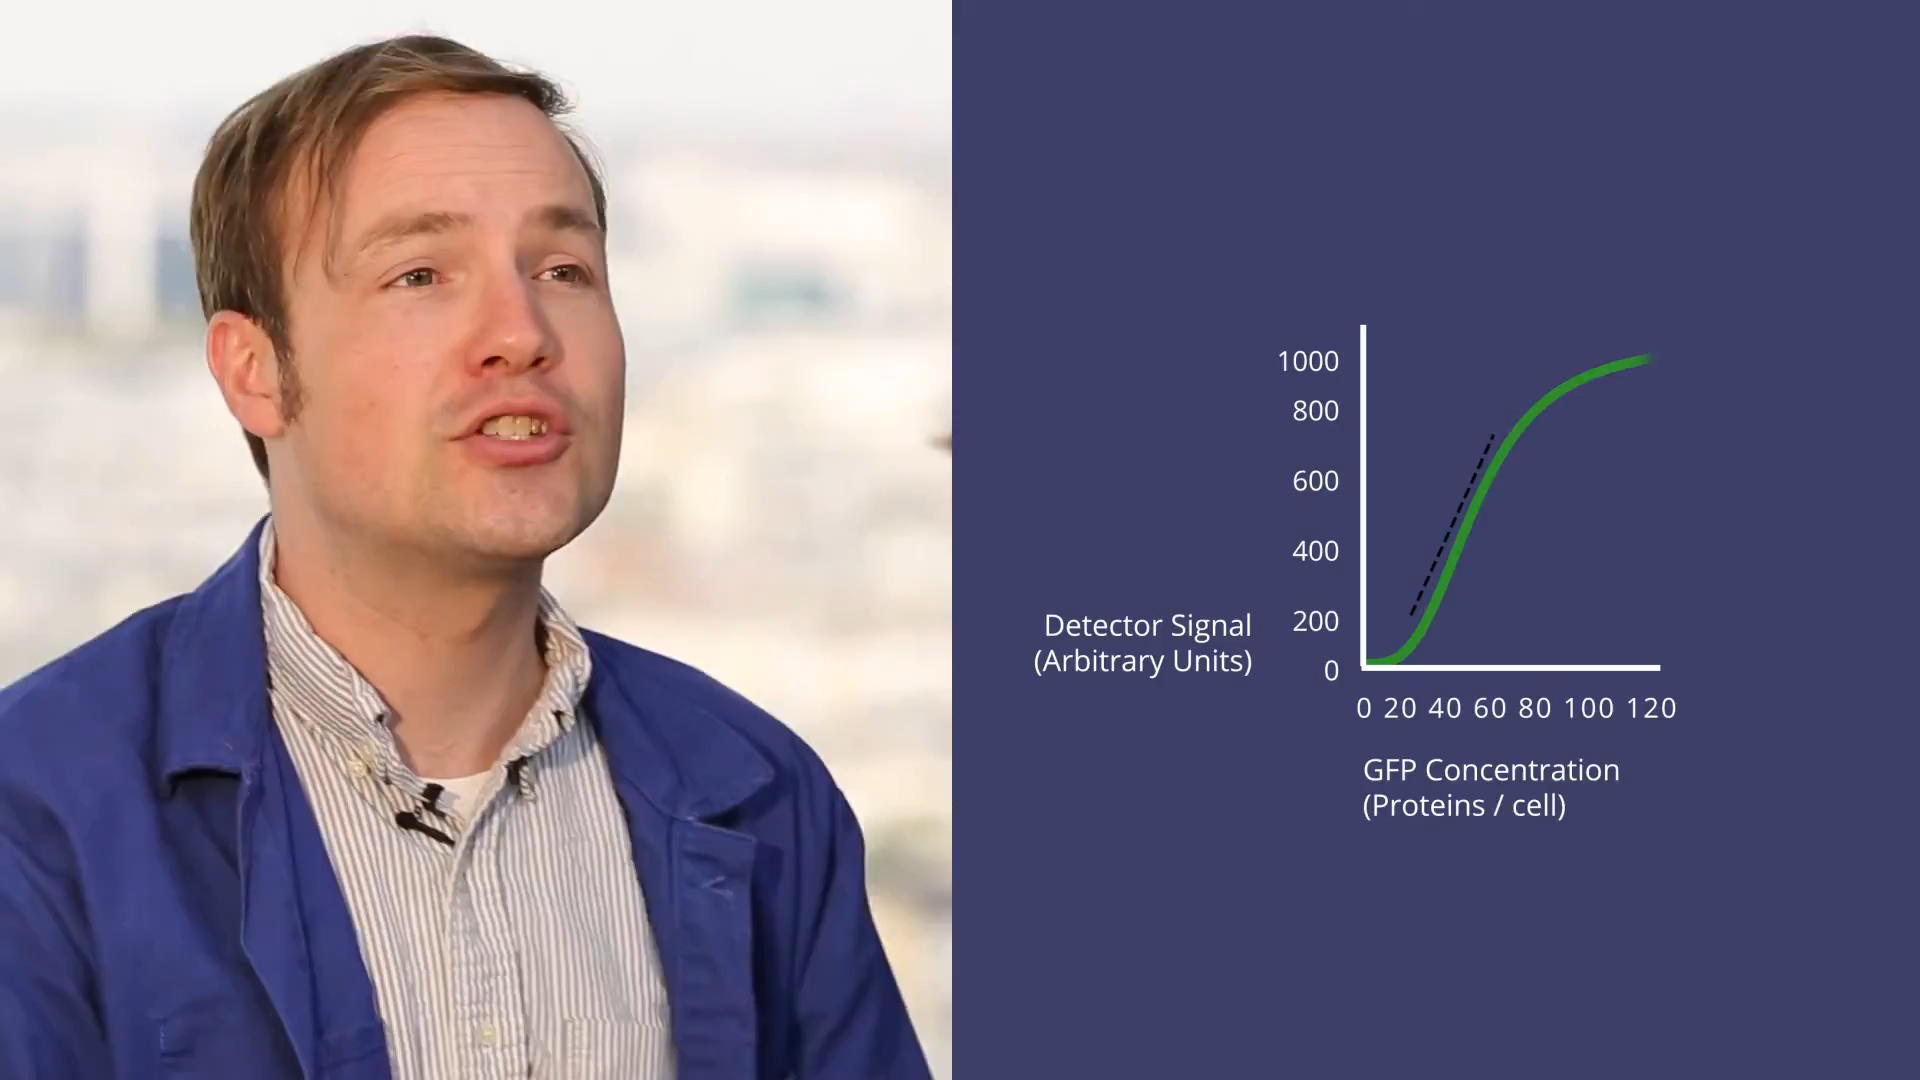 1000
800
600
400
200
0
Detector Signal
(Arbitrary Units)
0 20 40 60 80 100 120
GFP Concentration
(Proteins / cell)